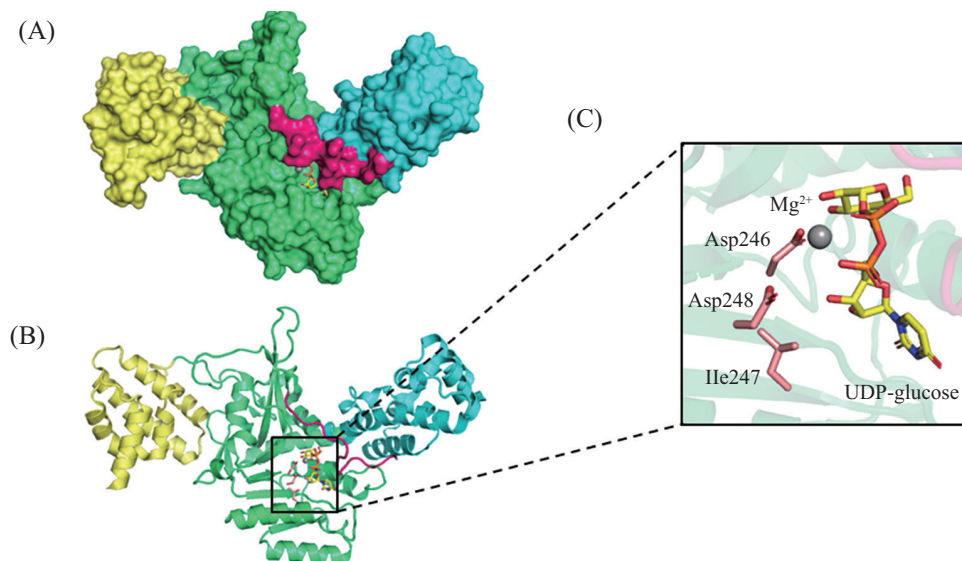 (A)
(C)
Mg²⁺
Asp246
Asp248
(B)
IIe247
UDP-glucose